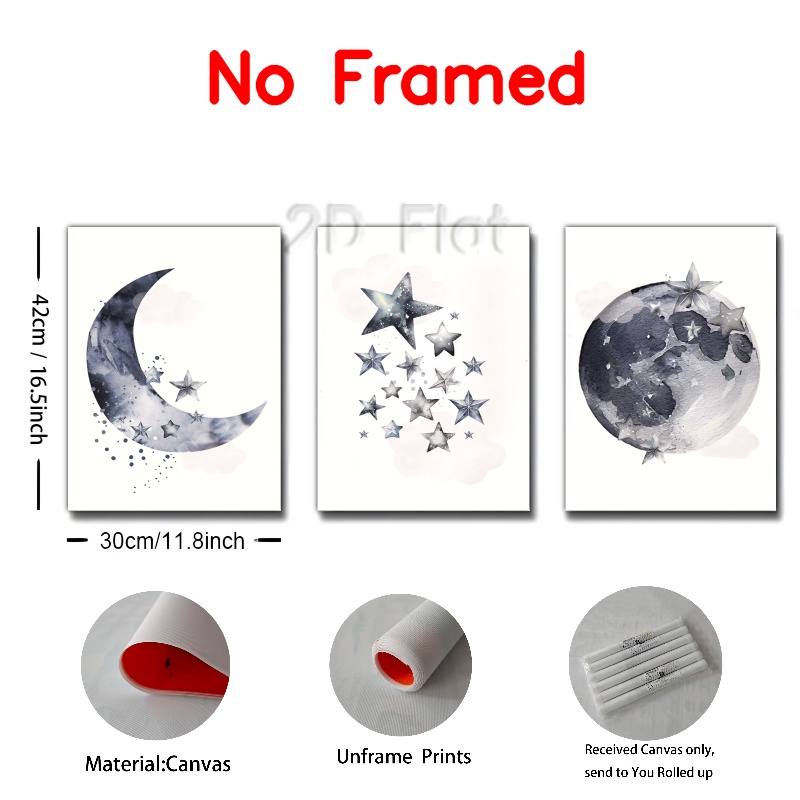 No Framed
2D Flat
42cm / 16.5inch
30cm/11.8inch
Material:Canvas
Unframe Prints
Received Canvas only,
send to You Rolled up